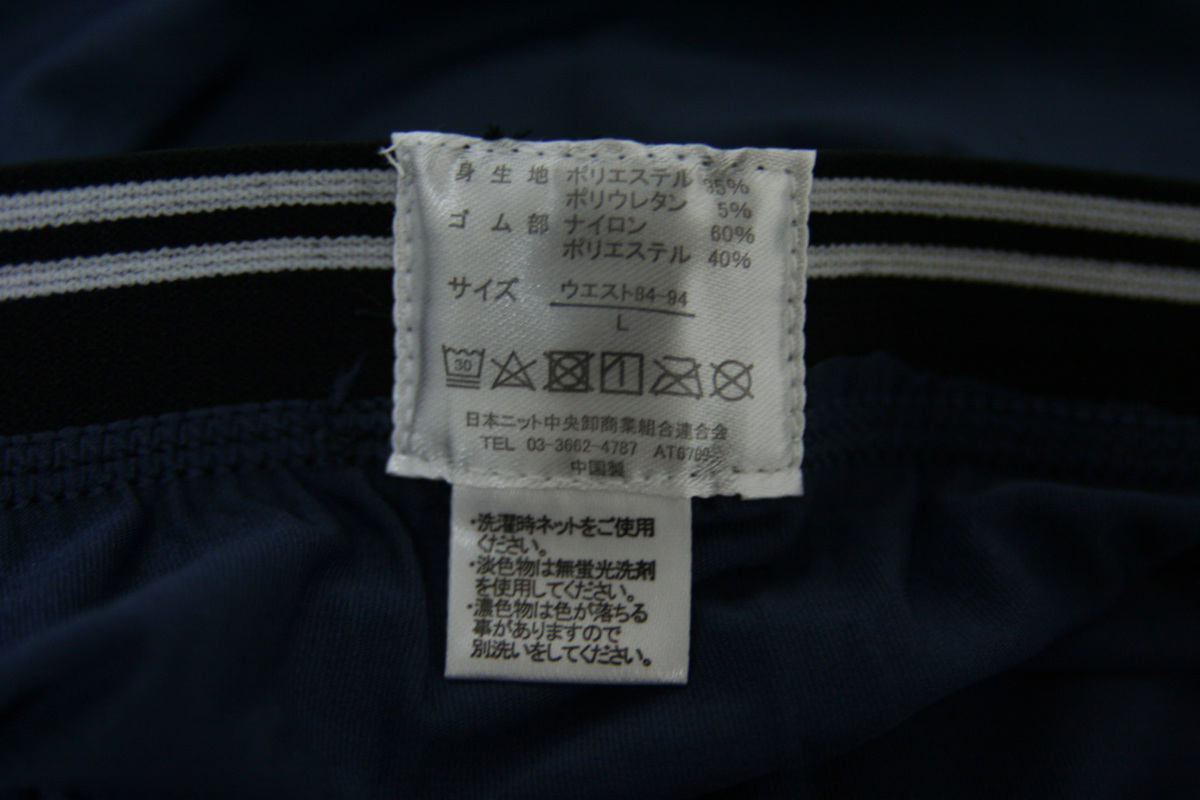 身生地 ポリエステル 95%
ポリウレタン 5%
ゴム部 ナイロン 60%
ポリエステル 40%
サイズ ウエスト84-94
L
30
日本ニット中央卸商業組合連合会
TEL 03-3662-4787
中国製
・洗濯時ネットをご使用
ください。
・淡色物は無蛍光洗剤
を使用してください。
・濃色物は色が落ちる
事がありますので
別洗いをしてください。